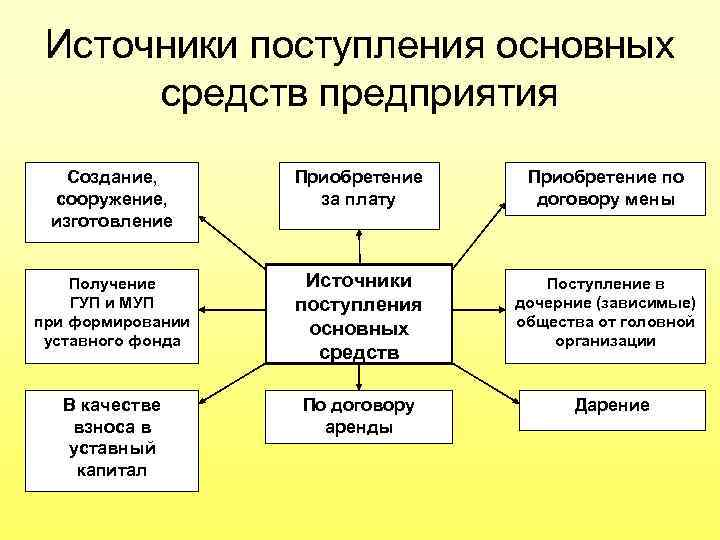 Источники поступления основных
средств предприятия
Создание,
сооружение,
изготовление
Приобретение
за плату
Приобретение по
договору мены
Получение
ГУП и МУП
при формировании
уставного фонда
Источники
поступления
основных
средств
Поступление в
дочерние (зависимые)
общества от головной
организации
В качестве
взноса в
уставный
капитал
По договору
аренды
Дарение